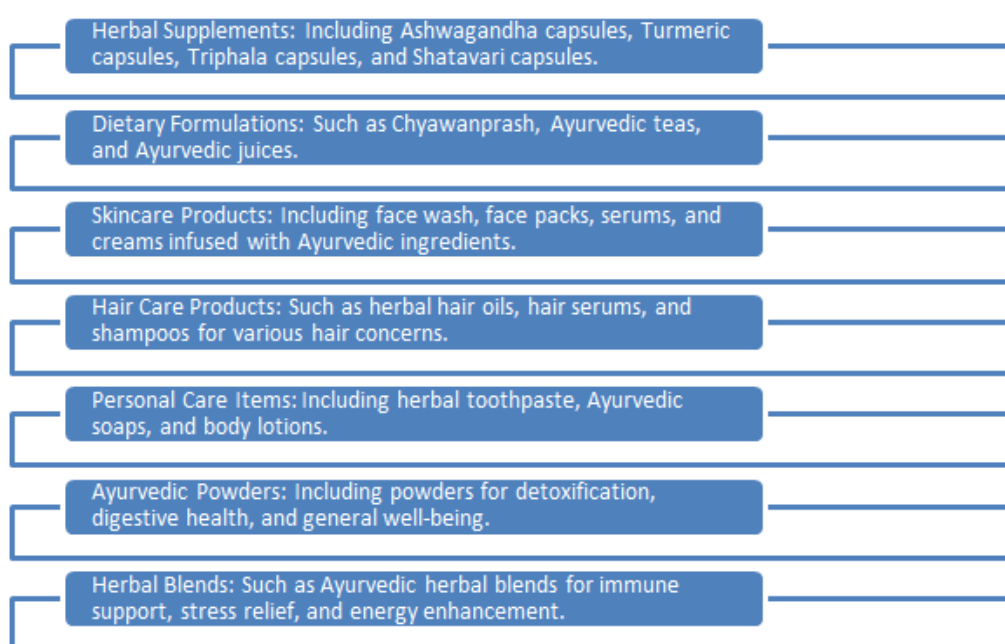 Herbal Supplements: Including Ashwagandha capsules, Turmeric
capsules, Triphala capsules, and Shatavari capsules.
Dietary Formulations: Such as Chyawanprash, Ayurvedic teas,
and Ayurvedic juices.
Skincare Products: Including face wash, face packs, serums, and
creams infused with Ayurvedic ingredients.
Hair Care Products: Such as herbal hair oils, hair serums, and
shampoos for various hair concerns.
Personal Care Items: Including herbal toothpaste, Ayurvedic
soaps, and body lotions.
Ayurvedic Powders: Including powders for detoxification,
digestive health, and general well-being.
Herbal Blends: Such as Ayurvedic herbal blends for immune
support, stress relief, and energy enhancement.